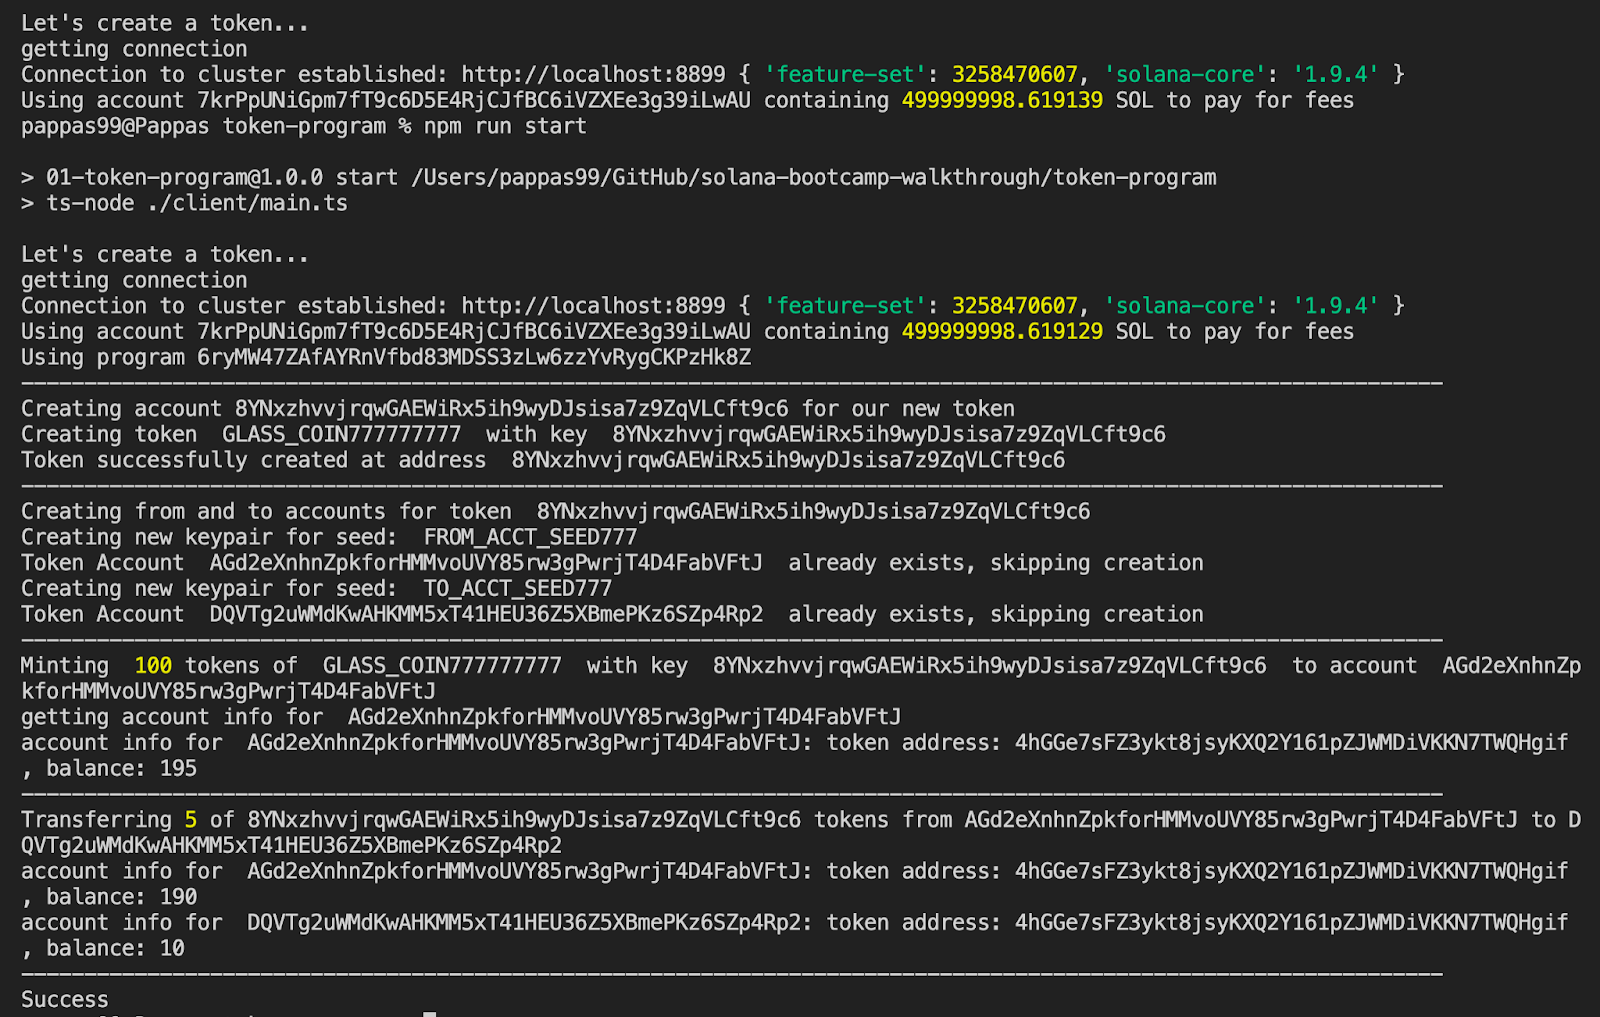 Let's create a token...
getting connection
Connection to cluster established: http://localhost:8899 { 'feature-set': 3258470607, 'solana-core': '1.9.4' }
Using account 7krPpUNiGpm7fT9c6D5E4RjCJfBC6iVZXEe3g39iLwAU containing 499999998.619139 SOL to pay for fees
pappas99@Pappas token-program % npm run start
> 01-token-program@1.0.0 start /Users/pappas99/GitHub/solana-bootcamp-walkthrough/token-program
> ts-node ./client/main.ts
Let's create a token...
getting connection
Connection to cluster established: http://localhost:8899 { 'feature-set': 3258470607, 'solana-core': '1.9.4' }
Using account 7krPpUNiGpm7fT9c6D5E4RjCJfBC6iVZXEe3g39iLwAU containing 499999998.619129 SOL to pay for fees
Using program 6ryMW47ZAfAYRnVfbd83MDSS3zLw6zzYvRygCKPzHk8Z
Creating account 8YNxzhvvjrqwGAEWiRx5ih9wyDJsisa7z9ZqVLCft9c6 for our new token
Creating token  GLASS_COIN777777777  with key  8YNxzhvvjrqwGAEWiRx5ih9wyDJsisa7z9ZqVLCft9c6
Token successfully created at address  8YNxzhvvjrqwGAEWiRx5ih9wyDJsisa7z9ZqVLCft9c6
Creating from and to accounts for token  8YNxzhvvjrqwGAEWiRx5ih9wyDJsisa7z9ZqVLCft9c6
Creating new keypair for seed:  FROM_ACCT_SEED777
Token Account  AGd2eXnhnZpkforHMMvoUVY85rw3gPwrjT4D4FabVFtJ  already exists, skipping creation
Creating new keypair for seed:  TO_ACCT_SEED777
Token Account  DQVTg2uWMdKwAHKMM5xT41HEU36Z5XBmePKz6SZp4Rp2  already exists, skipping creation
Minting  100 tokens of  GLASS_COIN777777777  with key  8YNxzhvvjrqwGAEWiRx5ih9wyDJsisa7z9ZqVLCft9c6  to account  AGd2eXnhnZp
kforHMMvoUVY85rw3gPwrjT4D4FabVFtJ
getting account info for  AGd2eXnhnZpkforHMMvoUVY85rw3gPwrjT4D4FabVFtJ
account info for  AGd2eXnhnZpkforHMMvoUVY85rw3gPwrjT4D4FabVFtJ: token address: 4hGGe7sFZ3ykt8jsyKXQ2Y161pZJWMDiVKKN7TWQHgif
, balance: 195
Transferring 5 of 8YNxzhvvjrqwGAEWiRx5ih9wyDJsisa7z9ZqVLCft9c6 tokens from AGd2eXnhnZpkforHMMvoUVY85rw3gPwrjT4D4FabVFtJ to D
QVTg2uWMdKwAHKMM5xT41HEU36Z5XBmePKz6SZp4Rp2
account info for  AGd2eXnhnZpkforHMMvoUVY85rw3gPwrjT4D4FabVFtJ: token address: 4hGGe7sFZ3ykt8jsyKXQ2Y161pZJWMDiVKKN7TWQHgif
, balance: 190
account info for  DQVTg2uWMdKwAHKMM5xT41HEU36Z5XBmePKz6SZp4Rp2: token address: 4hGGe7sFZ3ykt8jsyKXQ2Y161pZJWMDiVKKN7TWQHgif
, balance: 10
Success